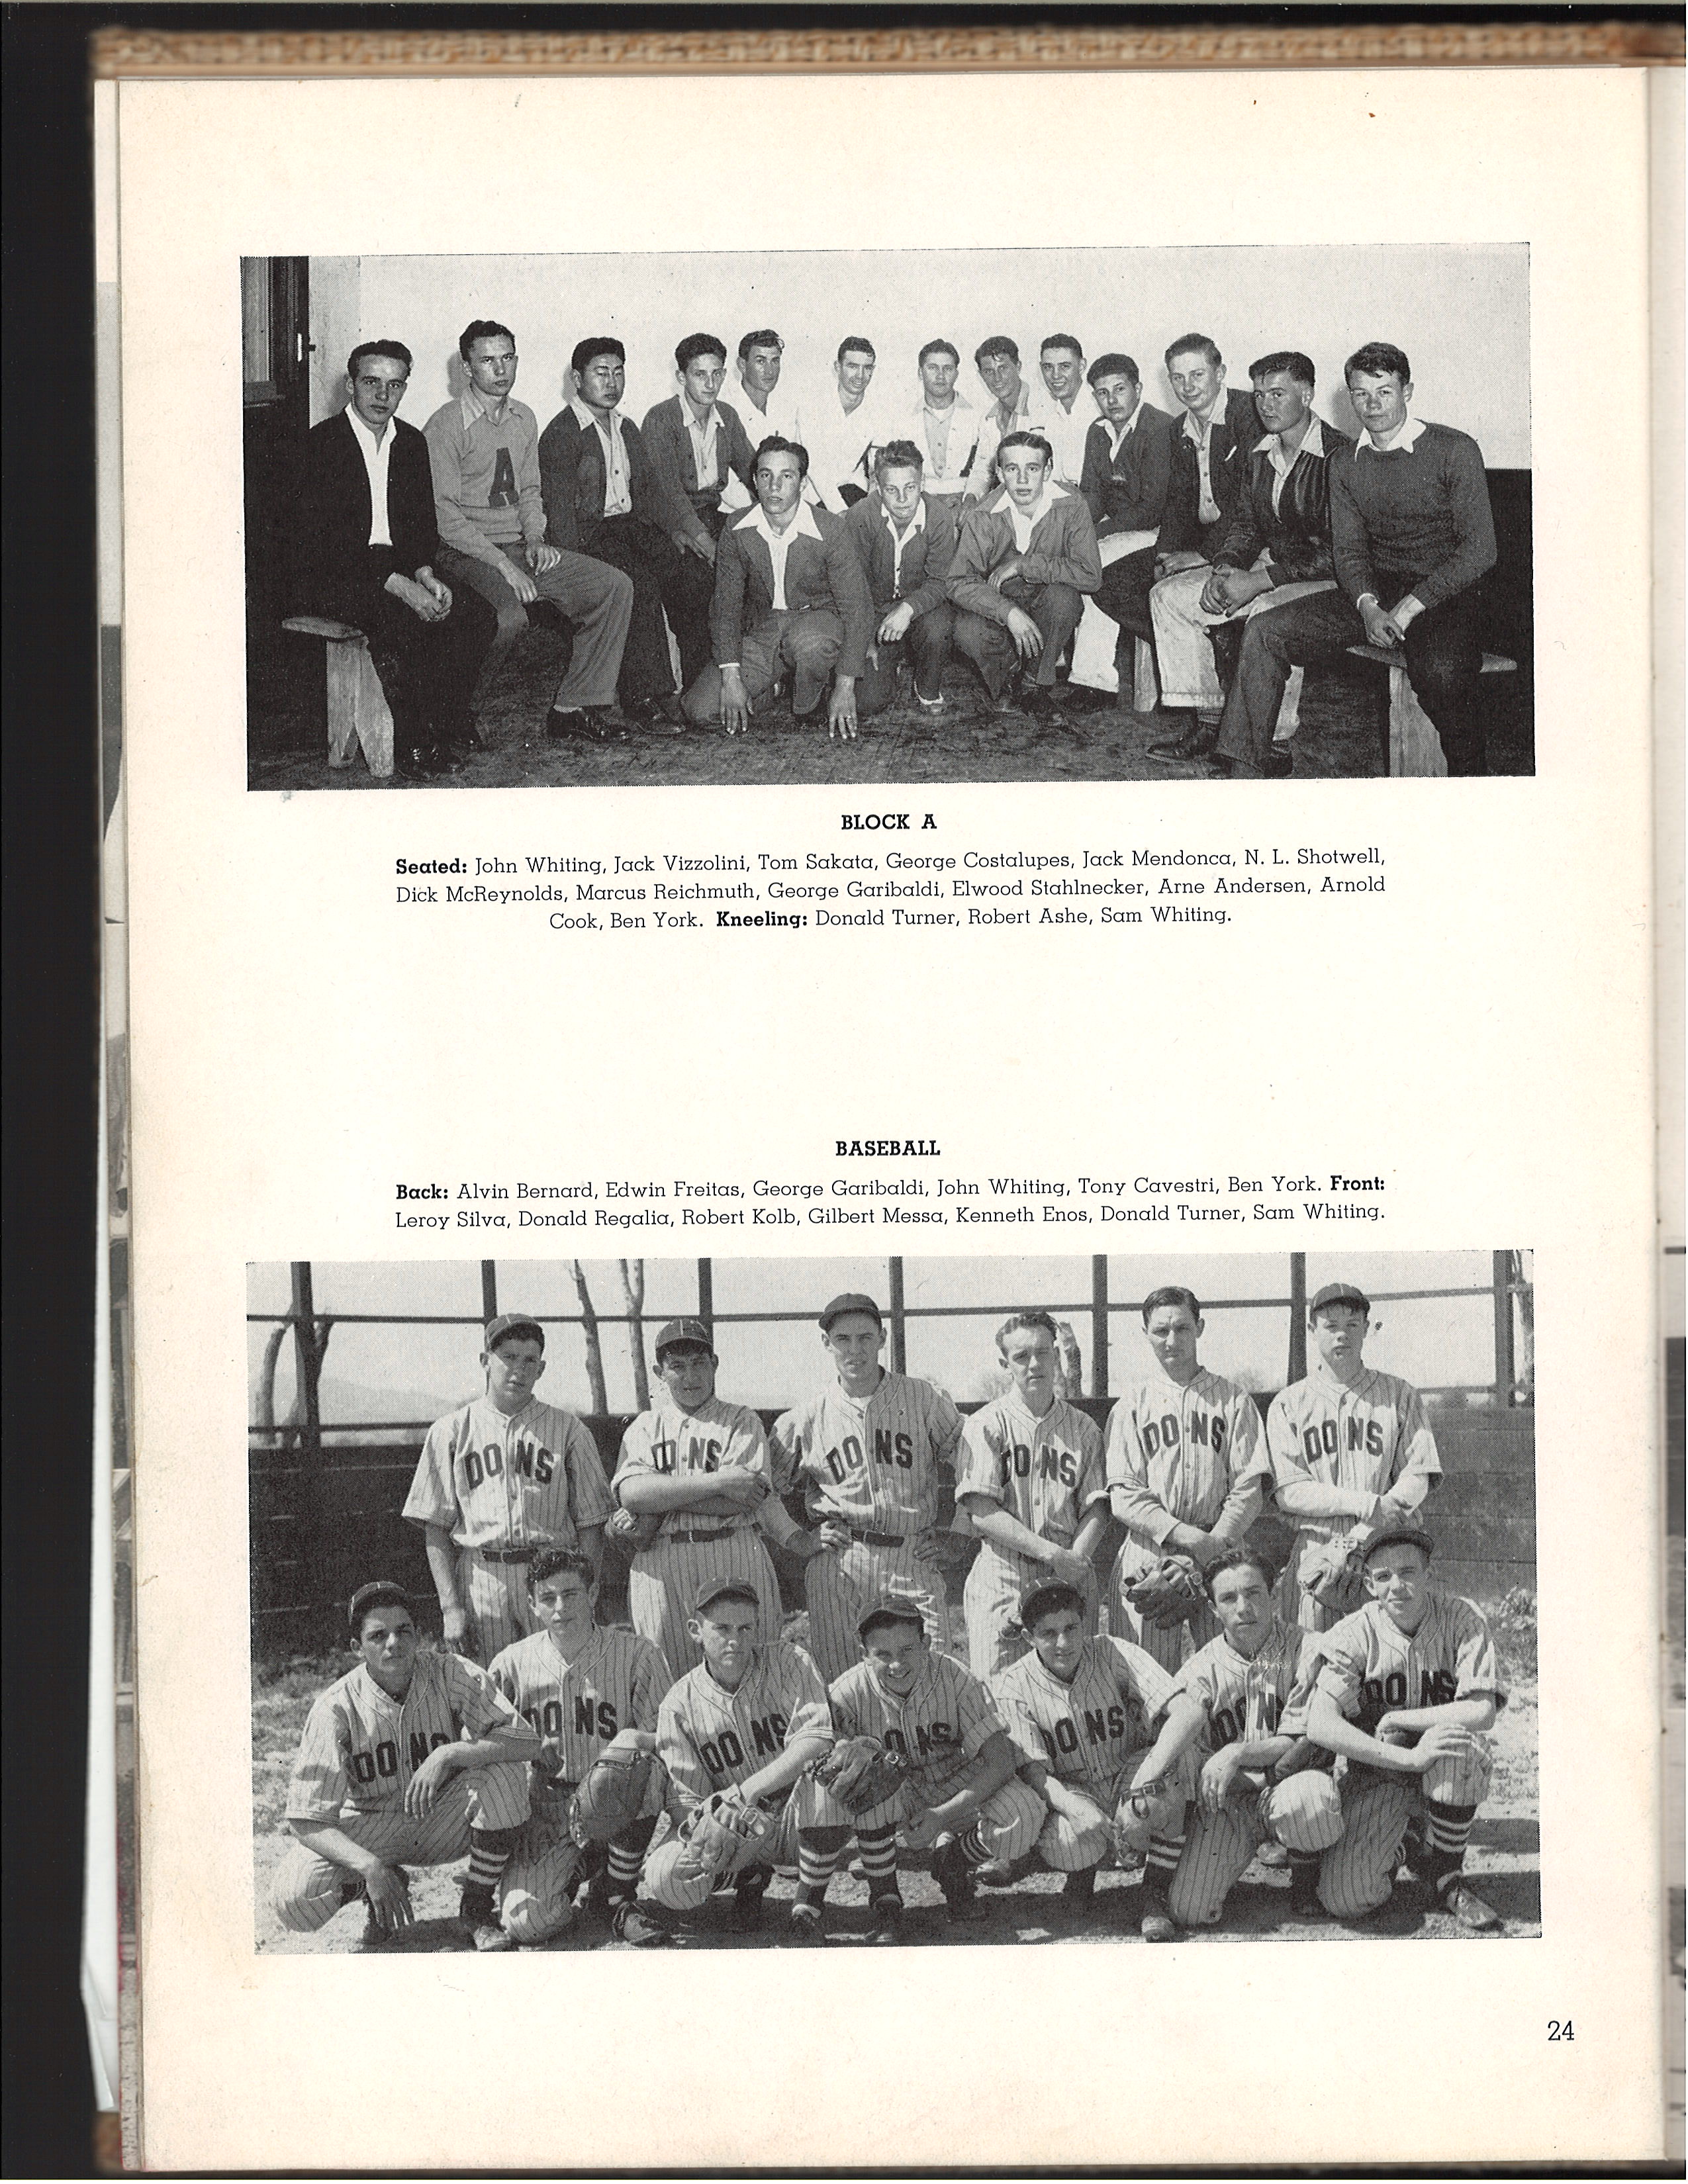 A
BLOCK A
Seated: John Whiting, Jack Vizzolini, Tom Sakata, George Costalupes, Jack Mendonca, N. L. Shotwell,
Dick McReynolds, Marcus Reichmuth, George Garibaldi, Elwood Stahlnecker, Arne Andersen, Arnold
Cook, Ben York. Kneeling: Donald Turner, Robert Ashe, Sam Whiting.
BASEBALL
Back: Alvin Bernard, Edwin Freitas, George Garibaldi, John Whiting, Tony Cavestri, Ben York. Front:
Leroy Silva, Donald Regalia, Robert Kolb, Gilbert Messa, Kenneth Enos, Donald Turner, Sam Whiting.
DONS DONS DONS DONS DONS DONS
DONS DONS DONS DONS DONS DON DONS
24